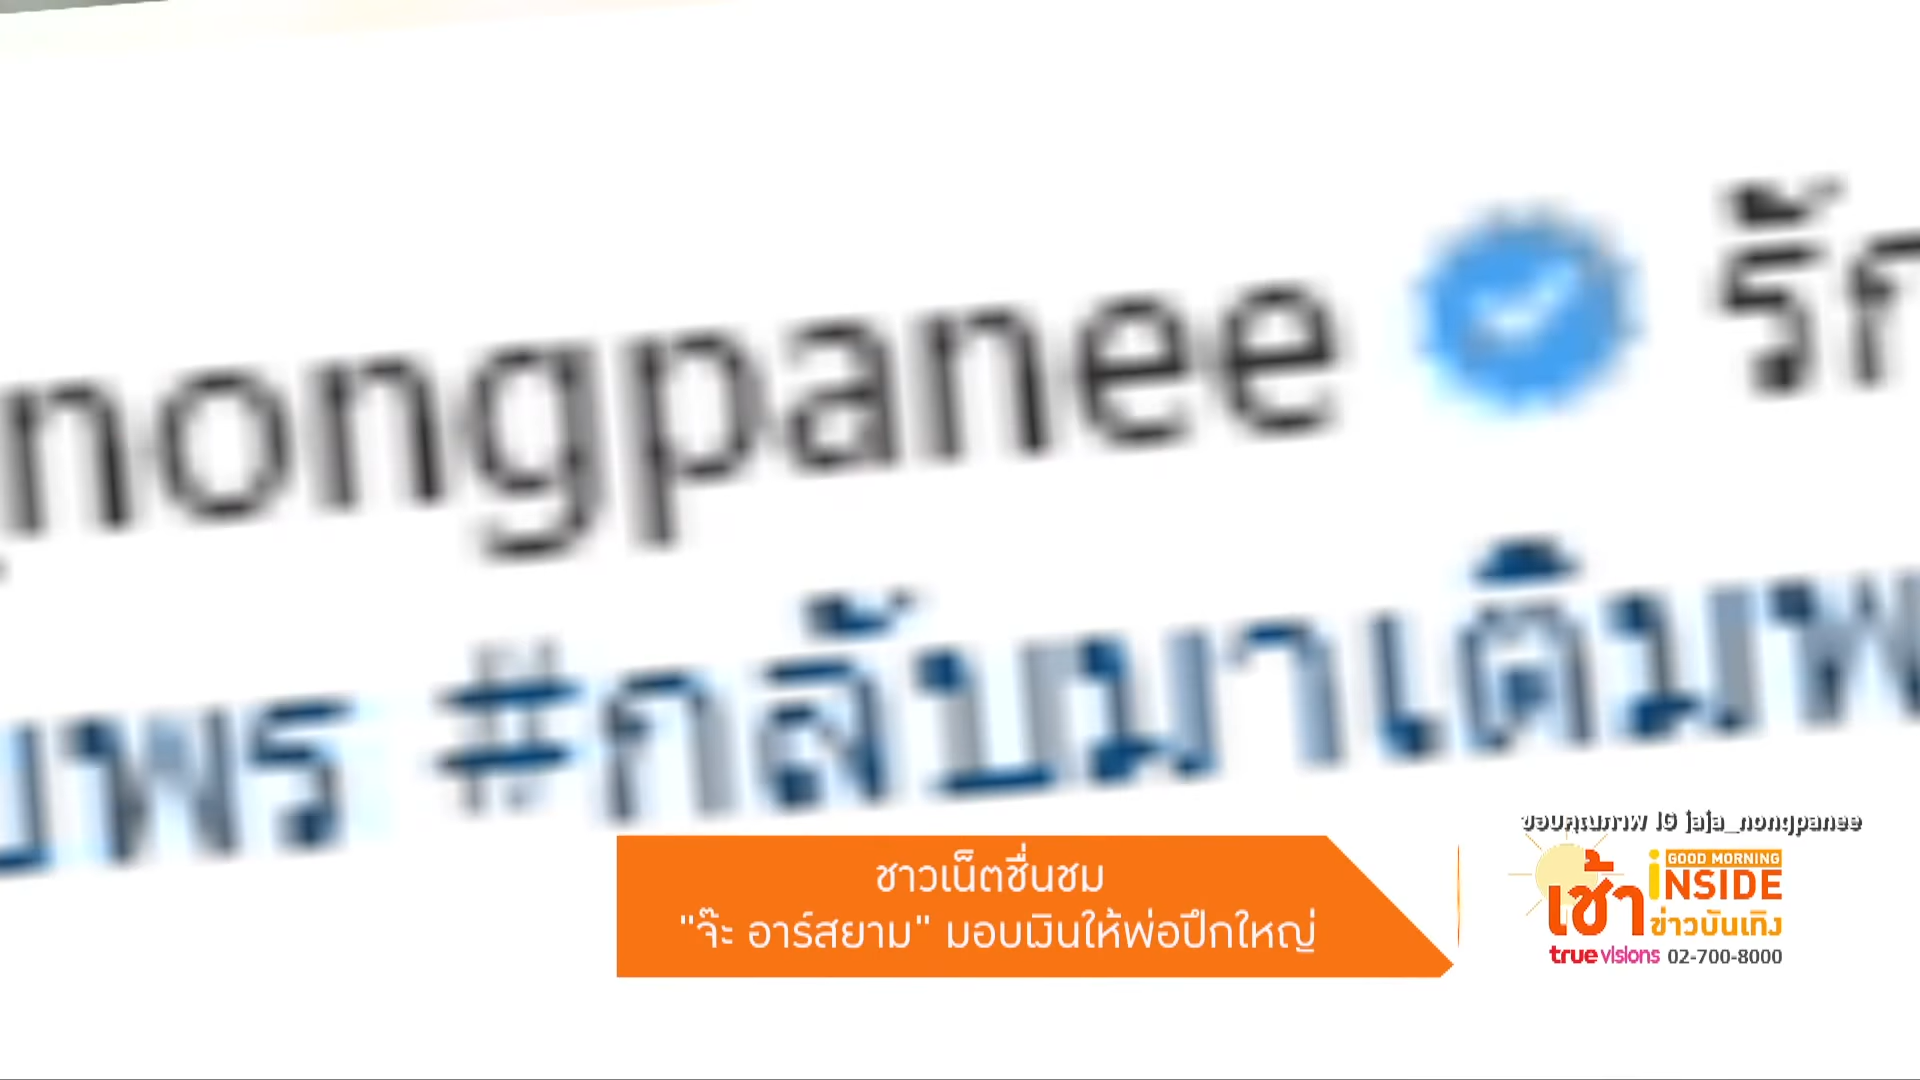 nongpanee รัก
บพร #กลับมาเติมพ
ขอบคุณภาพ IG jaja_nongpanee
ชาวเน็ตชื่นชม
"จ๊ะ อาร์สยาม" มอบเงินให้พ่อปึกใหญ่
เช้า GOOD MORNING
iNSIDE
ข่าวบันเทิง
truevisions 02-700-8000